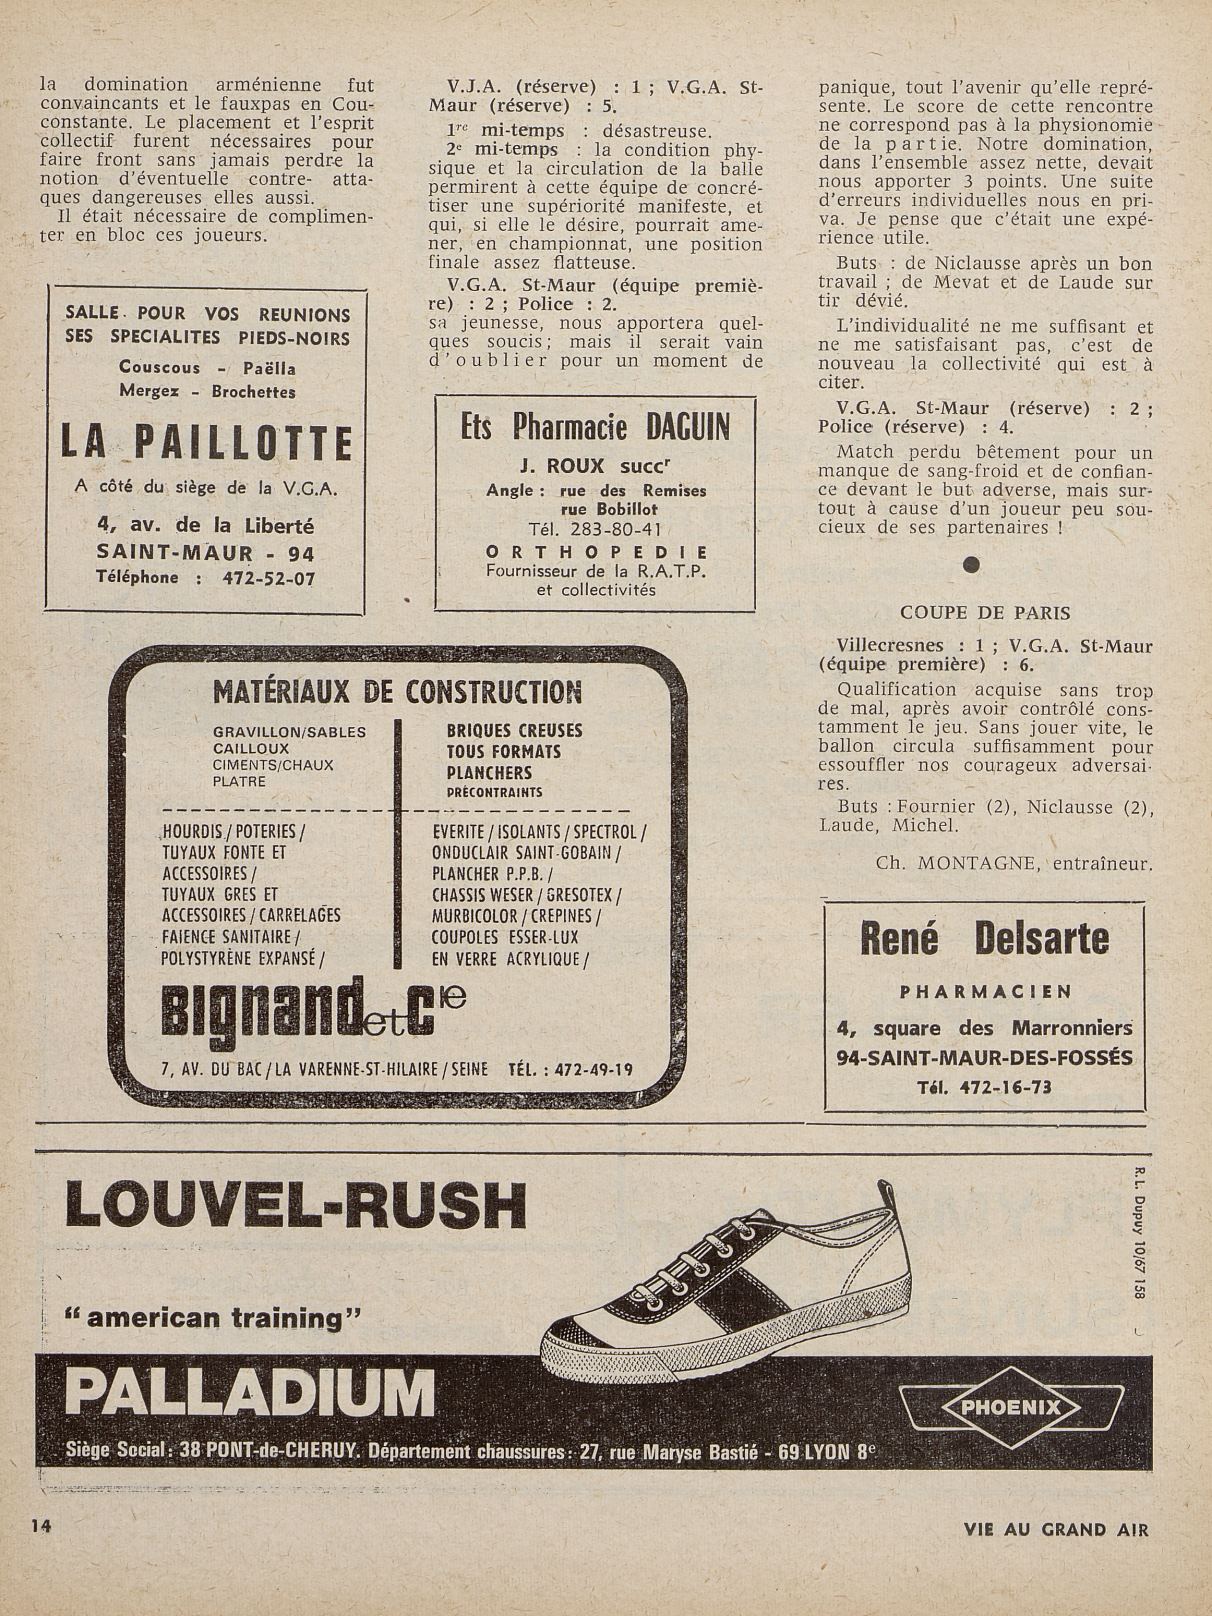 la domination arménienne fut
convaincants et le fauxpas en Cou-
constante. Le placement et l'esprit
collectif furent nécessaires pour
faire front sans jamais perdre la
notion d'éventuelle contre- atta-
ques dangereuses elles aussi.
Il était nécessaire de complimen-
ter en bloc ces joueurs.
SALLE POUR VOS REUNIONS
SES SPECIALITES PIEDS-NOIRS
Couscous - Paëlla
Mergez - Brochettes
LA PAILLOTTE
A côté du siège de la V.G.A.
4, av. de la Liberté
SAINT-MAUR - 94
Téléphone : 472-52-07
V.J.A. (réserve) : 1 ; V.G.A. St-
Maur (réserve) : 5.
1re mi-temps : désastreuse.
2e mi-temps : la condition phy-
sique et la circulation de la balle
permirent à cette équipe de concré-
tiser une supériorité manifeste, et
qui, si elle le désire, pourrait ame-
ner, en championnat, une position
finale assez flatteuse.
V.G.A. St-Maur (équipe premiè-
re) : 2 ; Police : 2.
sa jeunesse, nous apportera quel-
ques soucis ; mais il serait vain
d'oublier pour un moment de
Ets Pharmacie DAGUIN
J. ROUX succr
Angle : rue des Remises
rue Bobillot
Tél. 283-80-41
ORTHOPEDIE
Fournisseur de la R.A.T.P.
et collectivités
panique, tout l'avenir qu'elle repré-
sente. Le score de cette rencontre
ne correspond pas à la physionomie
de la partie. Notre domination,
dans l'ensemble assez nette, devait
nous apporter 3 points. Une suite
d'erreurs individuelles nous en pri-
va. Je pense que c'était une expé-
rience utile.
Buts : de Niclausse après un bon
travail ; de Mevat et de Laude sur
tir dévié.
L'individualité ne me suffisant et
ne me satisfaisant pas, c'est de
nouveau la collectivité qui est à
citer.
V.G.A. St-Maur (réserve) : 2 ;
Police (réserve) : 4.
Match perdu bêtement pour un
manque de sang-froid et de confian-
ce devant le but adverse, mais sur-
tout à cause d'un joueur peu sou-
cieux de ses partenaires !
COUPE DE PARIS
Villecresnes : 1 ; V.G.A. St-Maur
(équipe première) : 6.
Qualification acquise sans trop
de mal, après avoir contrôlé cons-
tamment le jeu. Sans jouer vite, le
ballon circula suffisamment pour
essouffler nos courageux adversai-
res.
Buts : Fournier (2), Niclausse (2),
Laude, Michel.
Ch. MONTAGNE, entraîneur.
MATÉRIAUX DE CONSTRUCTION
GRAVILLON/SABLES
CAILLOUX
CIMENTS/CHAUX
PLATRE
BRIQUES CREUSES
TOUS FORMATS
PLANCHERS
PRÉCONTRAINTS
HOURDIS / POTERIES /
TUYAUX FONTE ET
ACCESSOIRES /
TUYAUX GRES ET
ACCESSOIRES / CARRELAGES
FAIENCE SANITAIRE /
POLYSTYRÈNE EXPANSÉ /
EVERITE / ISOLANTS / SPECTROL /
ONDUCLAIR SAINT-GOBAIN /
PLANCHER P.P.B. /
CHASSIS WESER / GRESOTEX /
MURBICOLOR / CREPINES /
COUPOLES ESSER-LUX
EN VERRE ACRYLIQUE /
Bignand et Cie
7, AV. DU BAC / LA VARENNE-ST-HILAIRE / SEINE TÉL. : 472-49-19
René Delsarte
PHARMACIEN
4, square des Marronniers
94-SAINT-MAUR-DES-FOSSÉS
Tél. 472-16-73
LOUVEL-RUSH
"american training"
PALLADIUM
Siège Social : 38 PONT-de-CHERUY. Département chaussures : 27, rue Maryse Bastié - 69 LYON 8e
PHOENIX
R.L. Dupuy 10/67 158
14
VIE AU GRAND AIR